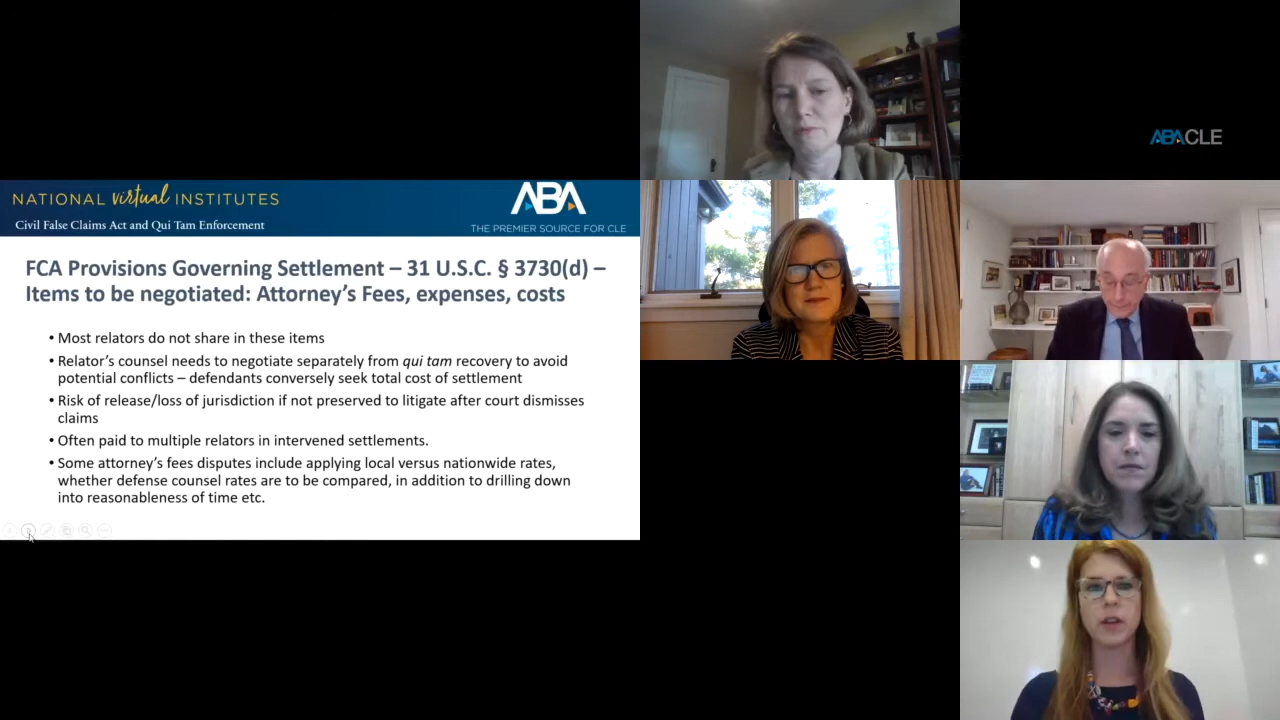 ABACLE
NATIONAL virtual INSTITUTES
Civil False Claims Act and Qui Tam Enforcement
ABA
THE PREMIER SOURCE FOR CLE
FCA Provisions Governing Settlement – 31 U.S.C. § 3730(d) –
Items to be negotiated: Attorney's Fees, expenses, costs
• Most relators do not share in these items
• Relator's counsel needs to negotiate separately from qui tam recovery to avoid
potential conflicts – defendants conversely seek total cost of settlement
• Risk of release/loss of jurisdiction if not preserved to litigate after court dismisses
claims
• Often paid to multiple relators in intervened settlements.
• Some attorney's fees disputes include applying local versus nationwide rates,
whether defense counsel rates are to be compared, in addition to drilling down
into reasonableness of time etc.